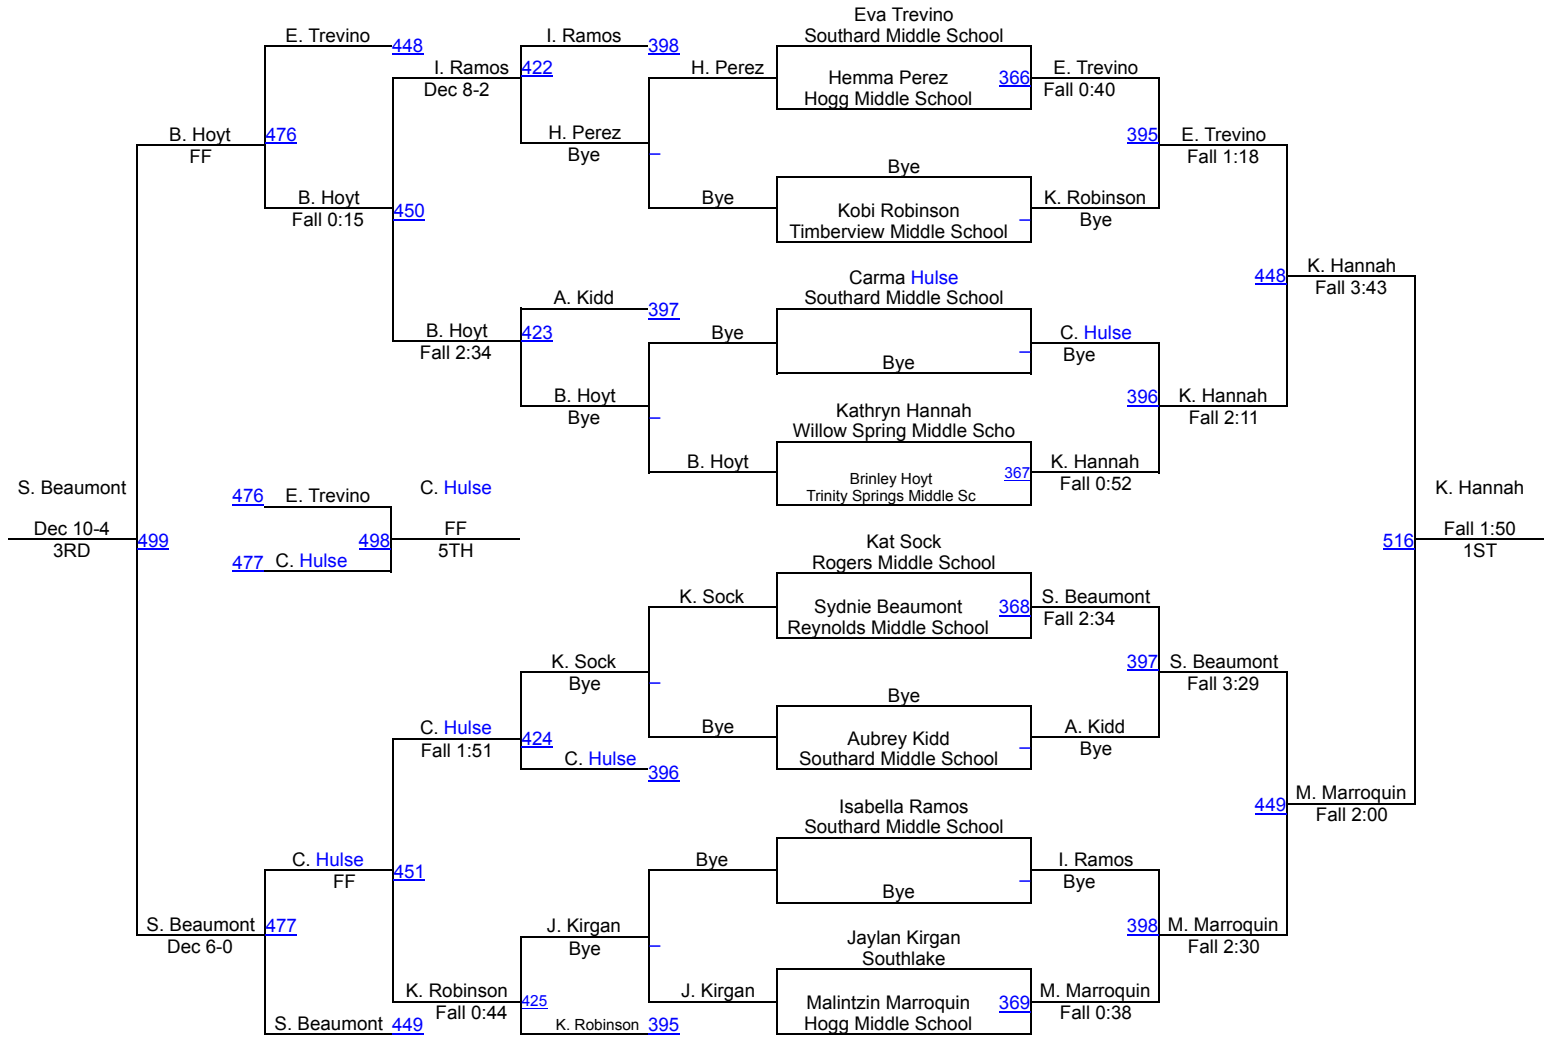 Eva Trevino
E. Trevino
I. Ramos
Southard Middle School
448
398
I. Ramos
422
H. Perez
Hemma Perez
366
E. Trevino
Dec 8-2
Hogg Middle School
Fall 0:40
B. Hoyt
476
H. Perez
395
E. Trevino
FF
Bye
Fall 1:18
Bye
B. Hoyt
450
Bye
Kobi Robinson
K. Robinson
Fall 0:15
Timberview Middle School
Bye
Carma Hulse
448
K. Hannah
A. Kidd
397
Southard Middle School
Fall 3:43
B. Hoyt
423
Bye
C. Hulse
Fall 2:34
Bye
Bye
B. Hoyt
396
K. Hannah
Bye
Kathryn Hannah
Fall 2:11
Willow Spring Middle Scho
B. Hoyt
Brinley Hoyt
367
K. Hannah
Trinity Springs Middle Sc
Fall 0:52
S. Beaumont
476
E. Trevino
C. Hulse
K. Hannah
Dec 10-4
499
498
FF
516
Fall 1:50
3RD
477
C. Hulse
5TH
1ST
Kat Sock
Rogers Middle School
K. Sock
Sydnie Beaumont
368
S. Beaumont
Reynolds Middle School
Fall 2:34
K. Sock
397
S. Beaumont
Bye
Fall 3:29
Bye
C. Hulse
424
Bye
Aubrey Kidd
A. Kidd
Fall 1:51
Southard Middle School
Bye
C. Hulse
396
Isabella Ramos
449
M. Marroquin
Southard Middle School
Fall 2:00
C. Hulse
451
Bye
I. Ramos
FF
Bye
Bye
S. Beaumont
477
J. Kirgan
398
M. Marroquin
Dec 6-0
Bye
Jaylan Kirgan
Fall 2:30
Southlake
K. Robinson
425
J. Kirgan
Malintzin Marroquin
369
M. Marroquin
Fall 0:44
Hogg Middle School
Fall 0:38
S. Beaumont
449
K. Robinson
395